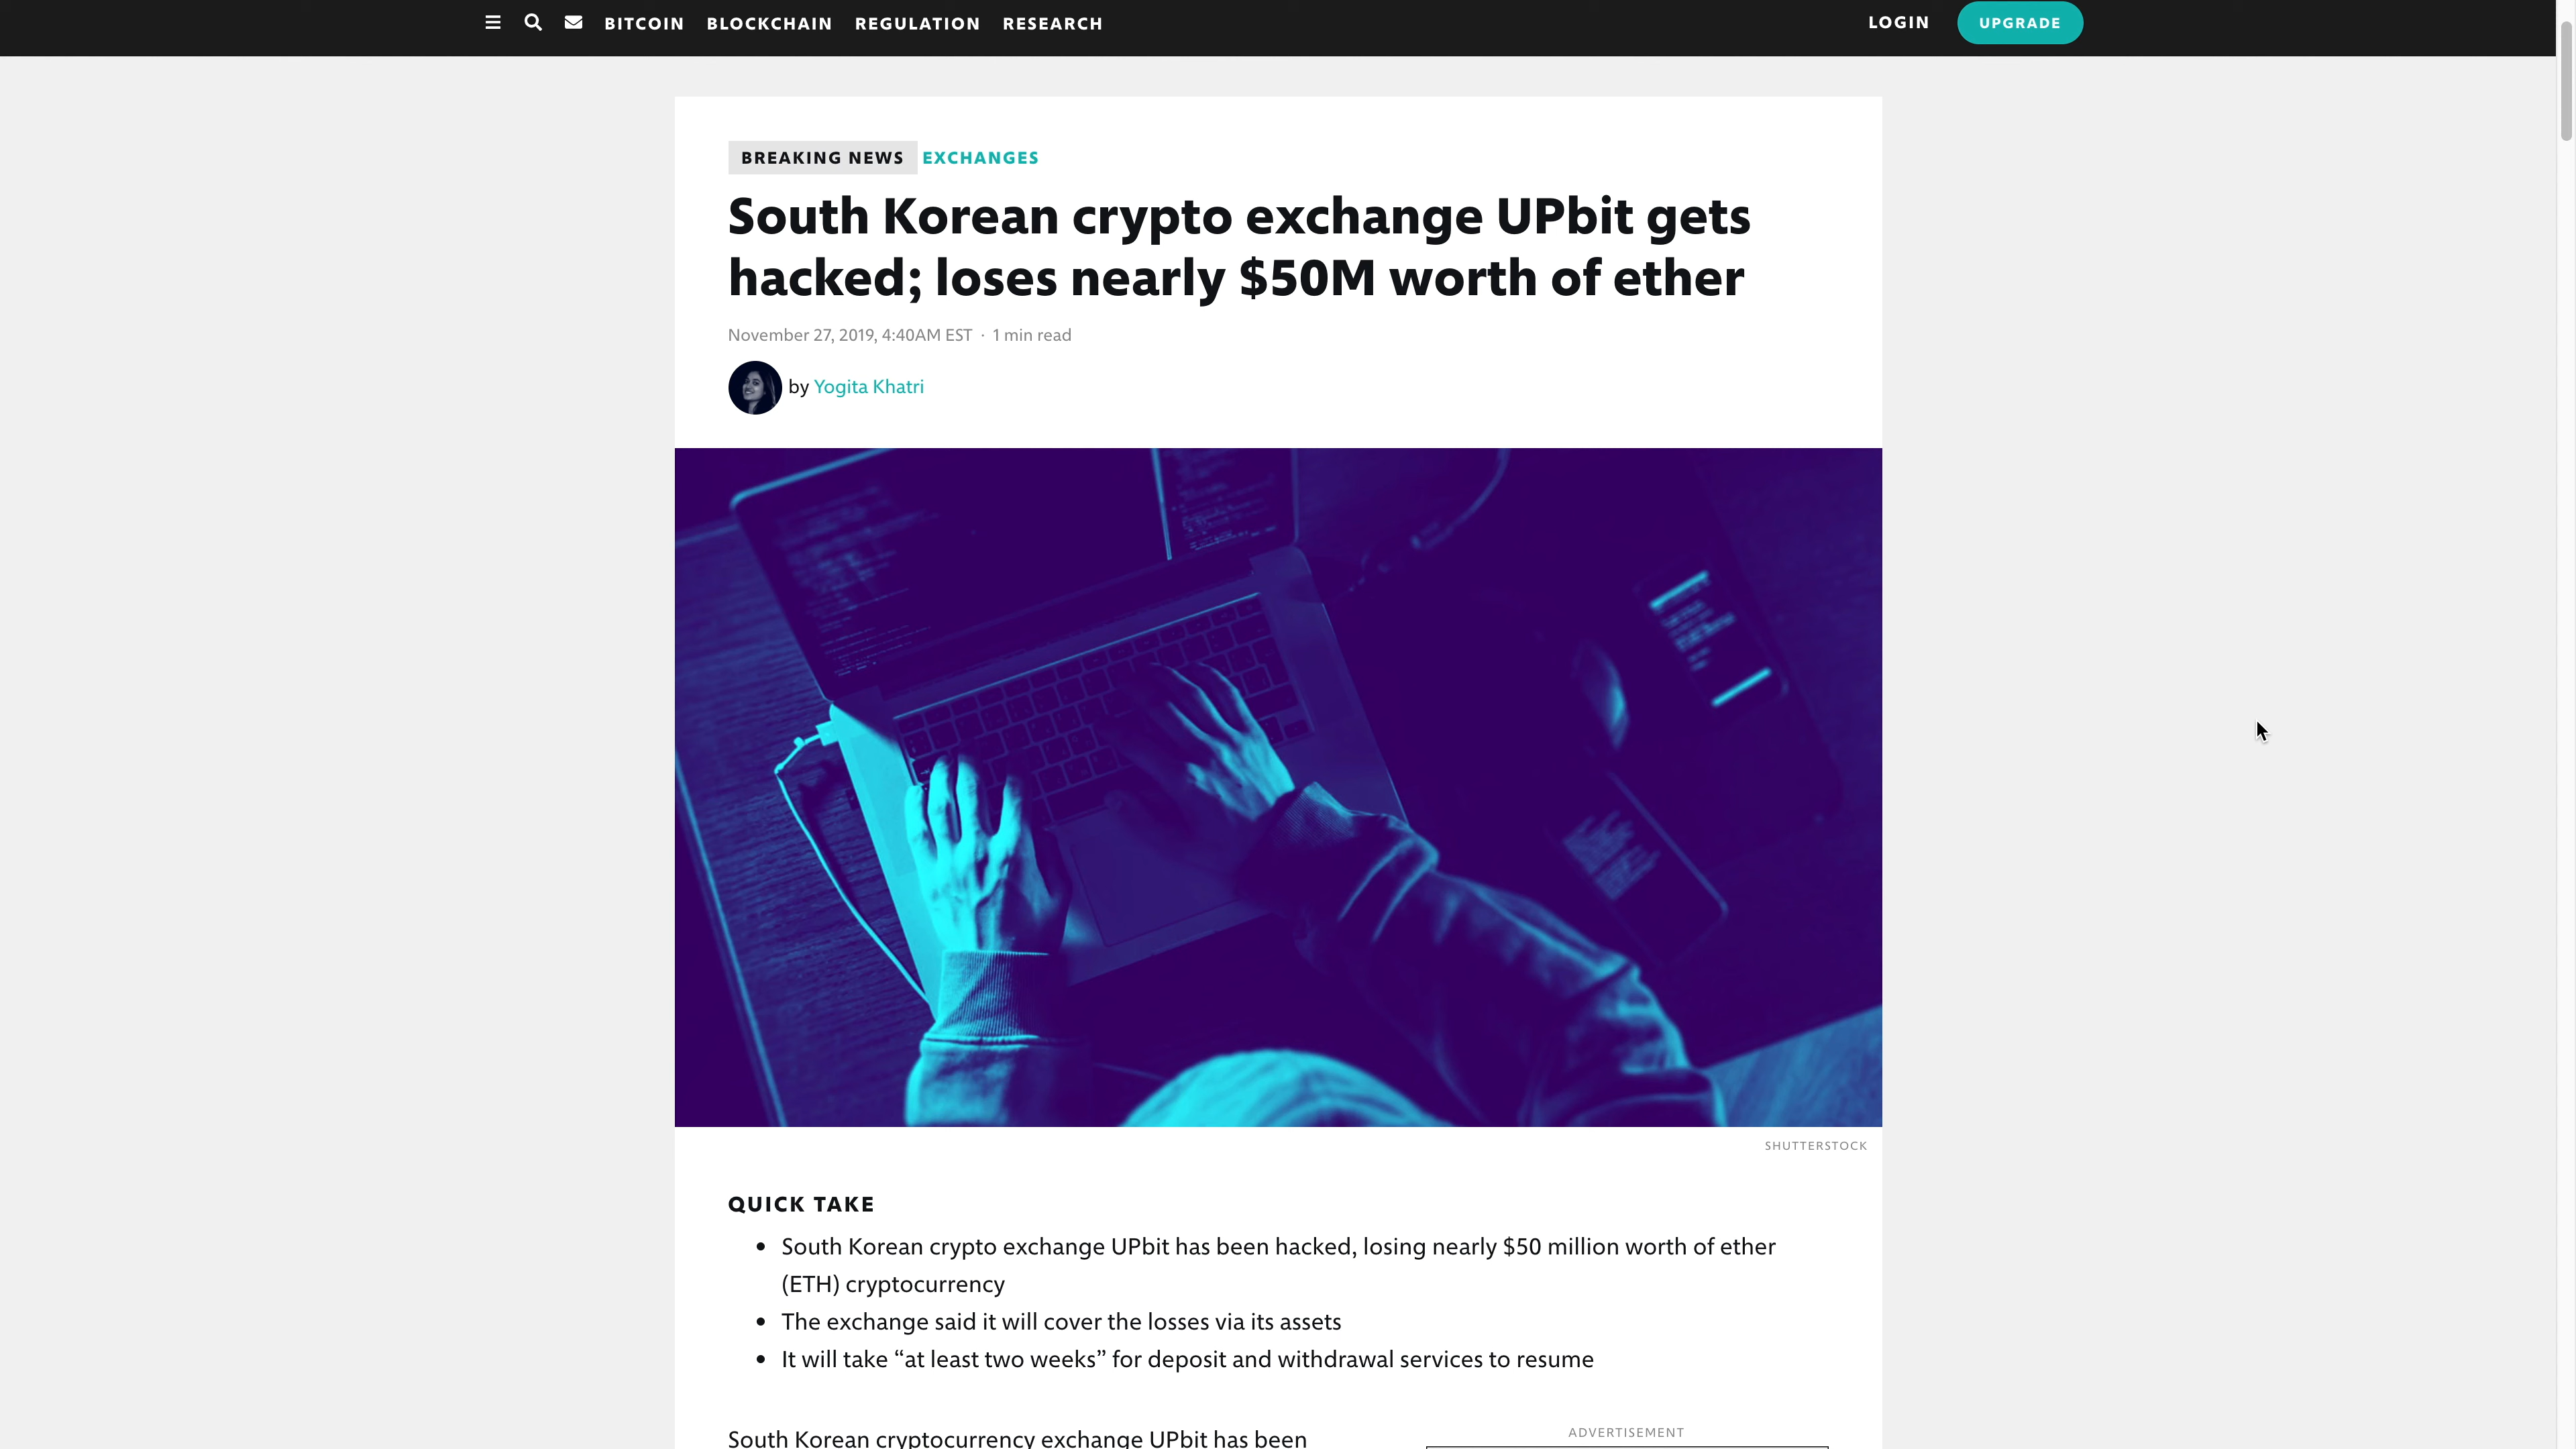 BITCOIN BLOCKCHAIN REGULATION RESEARCH LOGIN UPGRADE
BREAKING NEWS EXCHANGES
South Korean crypto exchange UPbit gets
hacked; loses nearly $50M worth of ether
November 27, 2019, 4:40AM EST · 1 min read
by Yogita Khatri
SHUTTERSTOCK
QUICK TAKE
• South Korean crypto exchange UPbit has been hacked, losing nearly $50 million worth of ether
(ETH) cryptocurrency
• The exchange said it will cover the losses via its assets
• It will take “at least two weeks” for deposit and withdrawal services to resume
South Korean cryptocurrency exchange UPbit has been
ADVERTISEMENT